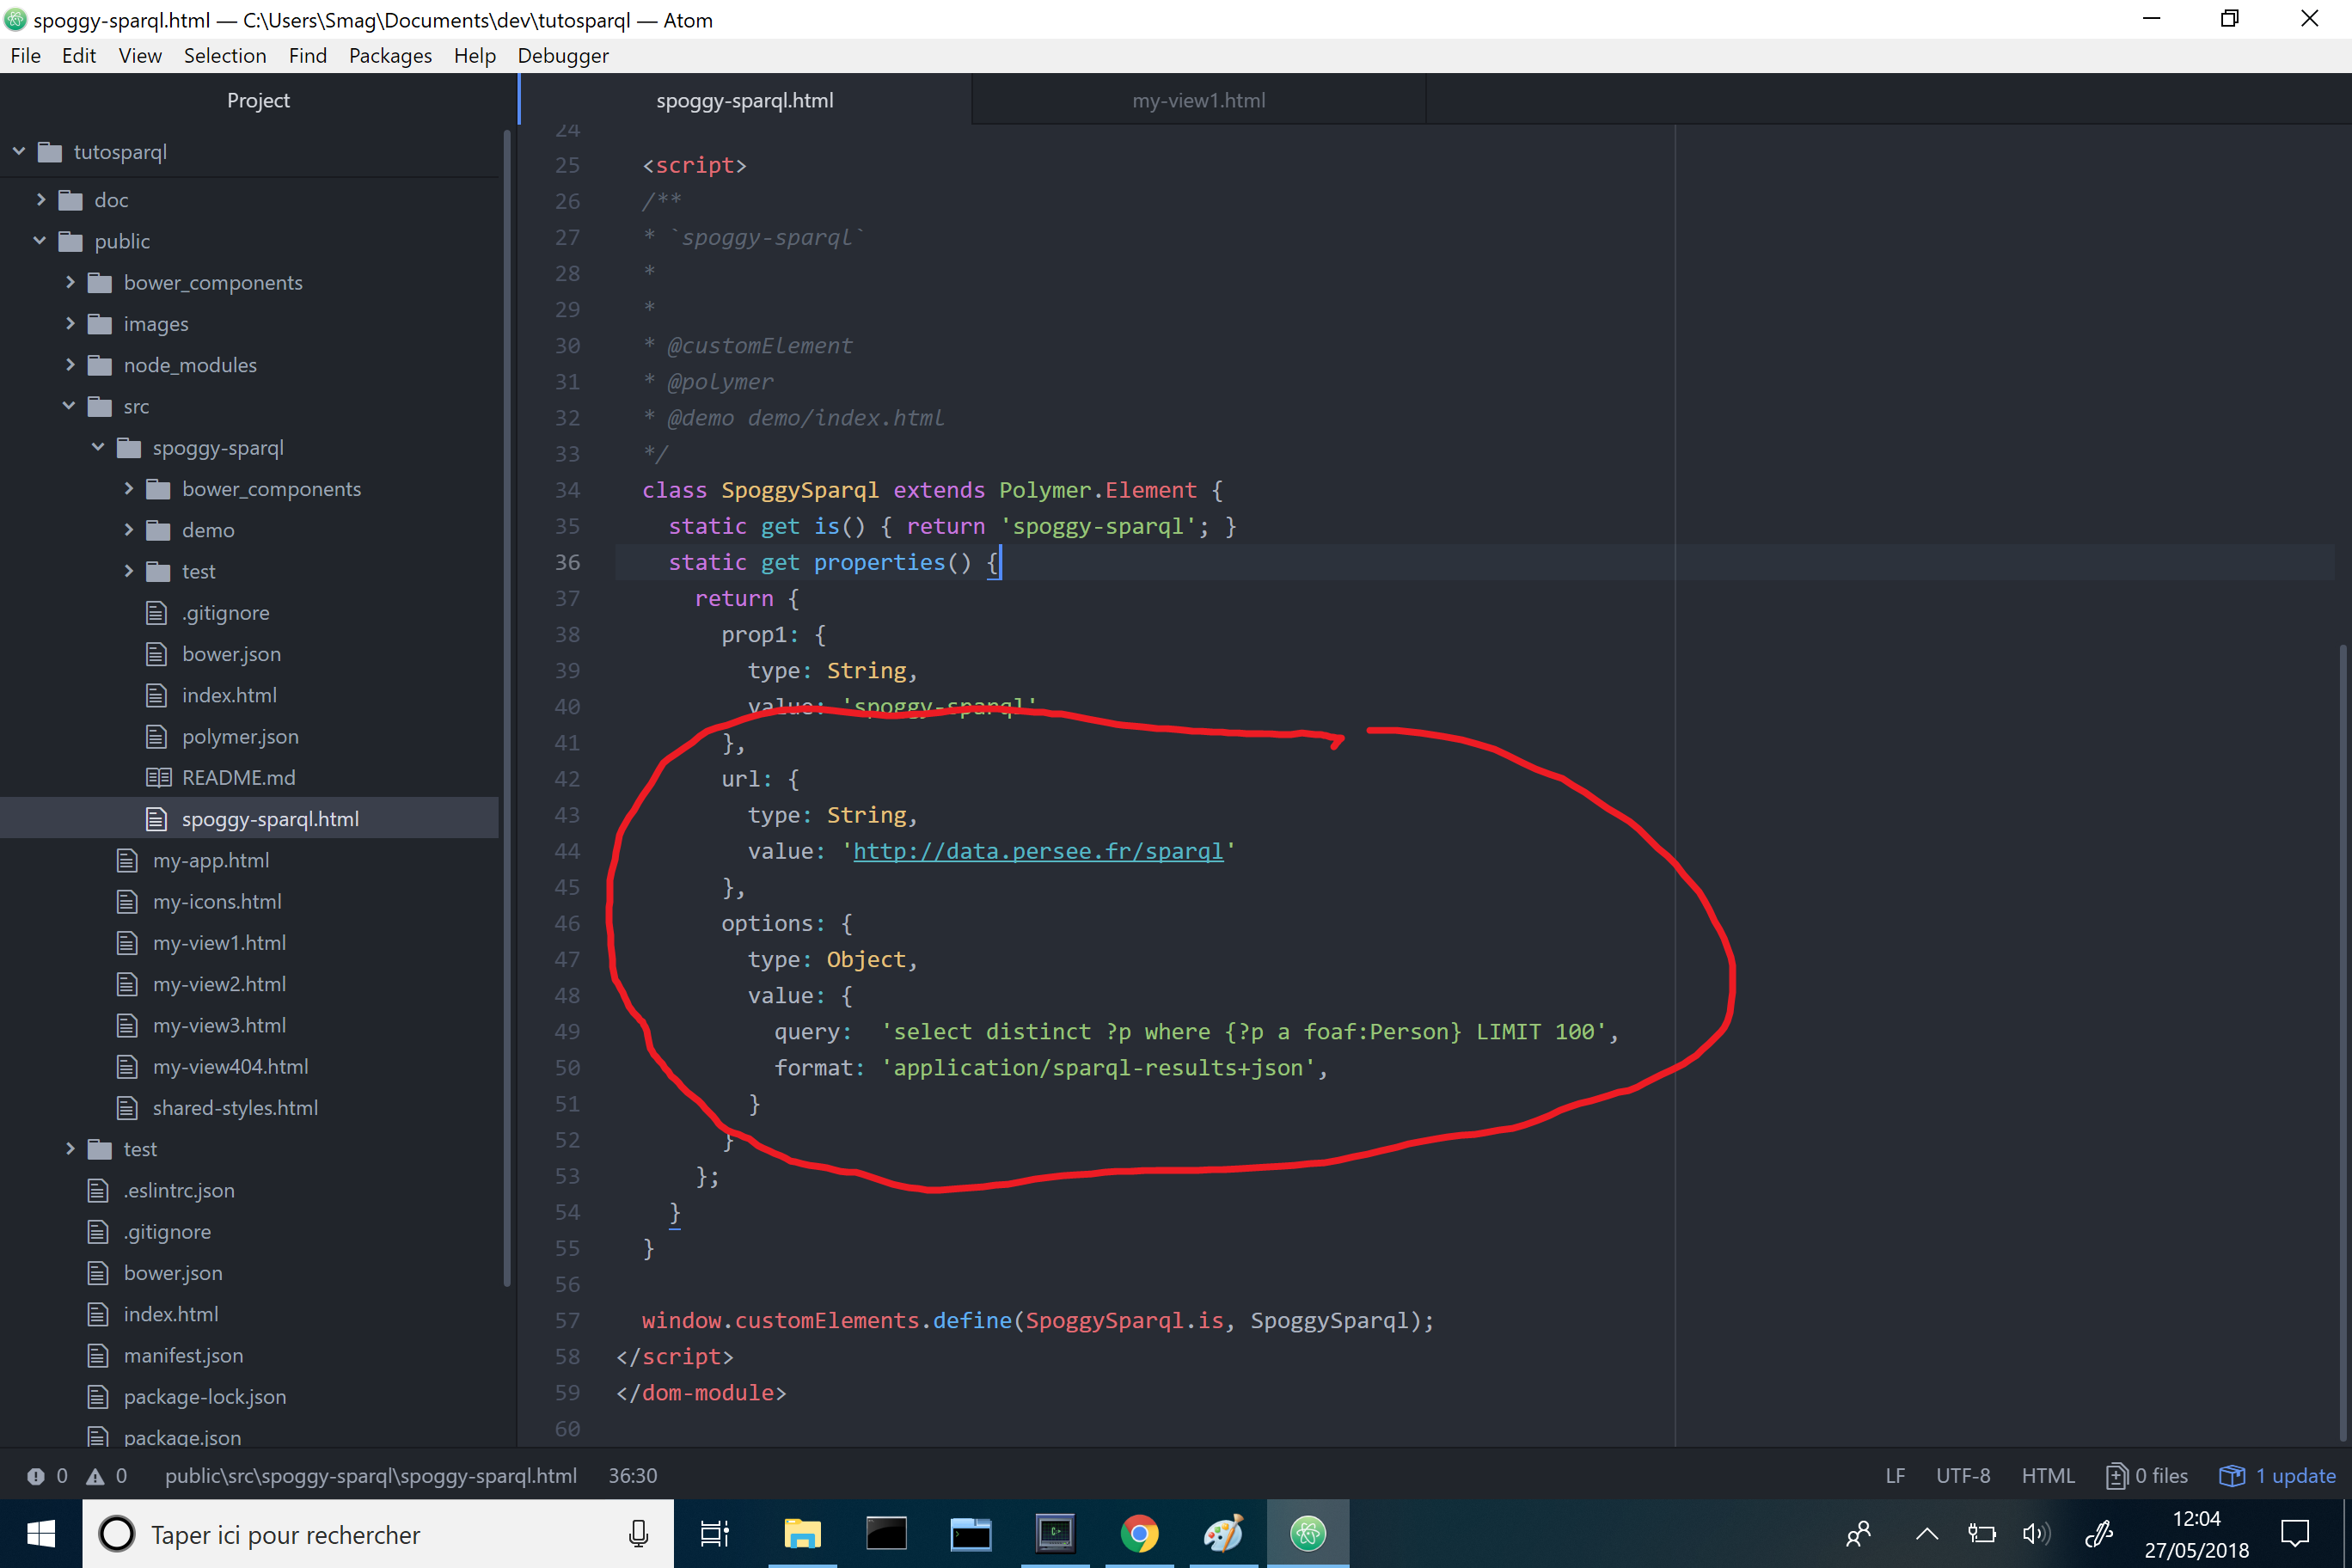 spoggy-sparql.html — C:\Users\Smag\Documents\dev\tutosparql — Atom
File Edit View Selection Find Packages Help Debugger
Project
tutosparql
doc
public
bower_components
images
node_modules
src
spoggy-sparql
bower_components
demo
test
.gitignore
bower.json
index.html
polymer.json
README.md
spoggy-sparql.html
my-app.html
my-icons.html
my-view1.html
my-view2.html
my-view3.html
my-view404.html
shared-styles.html
test
.eslintrc.json
.gitignore
bower.json
index.html
manifest.json
package-lock.json
package.json
spoggy-sparql.html my-view1.html
24
25 <script>
26 /**
27 * `spoggy-sparql`
28 *
29 *
30 * @customElement
31 * @polymer
32 * @demo demo/index.html
33 */
34 class SpoggySparql extends Polymer.Element {
35 static get is() { return 'spoggy-sparql'; }
36 static get properties() {
37 return {
38 prop1: {
39 type: String,
40 value: 'spoggy-sparql'
41 },
42 url: {
43 type: String,
44 value: 'http://data.persee.fr/sparql'
45 },
46 options: {
47 type: Object,
48 value: {
49 query:  'select distinct ?p where {?p a foaf:Person} LIMIT 100',
50 format: 'application/sparql-results+json',
51 }
52 }
53 };
54 }
55 }
56
57 window.customElements.define(SpoggySparql.is, SpoggySparql);
58 </script>
59 </dom-module>
60
0 0 public\src\spoggy-sparql\spoggy-sparql.html 36:30 LF UTF-8 HTML 0 files 1 update
Taper ici pour rechercher
12:04
27/05/2018